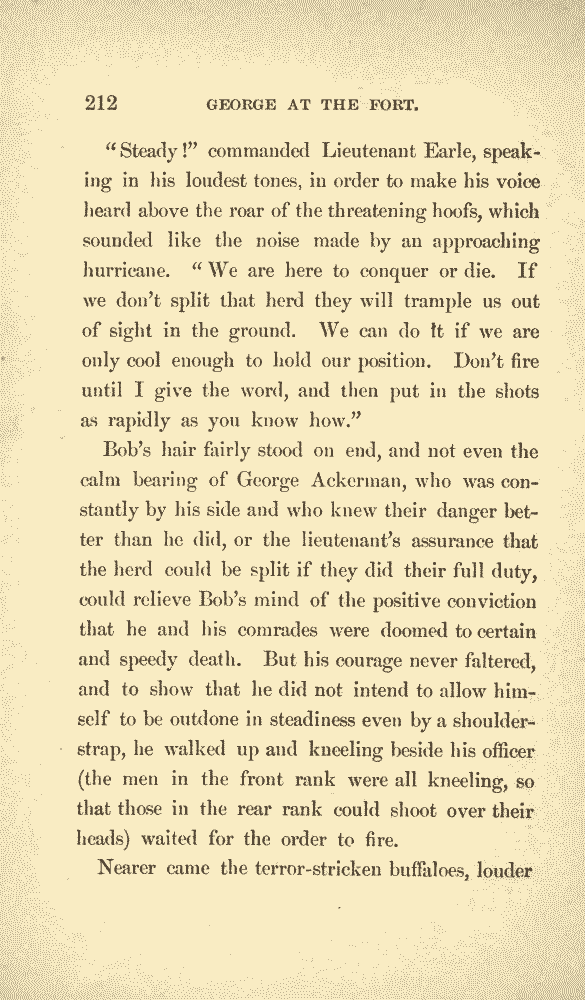 212 GEORGE AT THE FORT.
“Steady!” commanded Lieutenant Earle, speak-
ing in his loudest tones, in order to make his voice
heard above the roar of the threatening hoofs, which
sounded like the noise made by an approaching
hurricane. “We are here to conquer or die. If
we don’t split that herd they will trample us out
of sight in the ground. We can do it if we are
only cool enough to hold our position. Don’t fire
until I give the word, and then put in the shots
as rapidly as you know how.”
Bob’s hair fairly stood on end, and not even the
calm bearing of George Ackerman, who was con-
stantly by his side and who knew their danger bet-
ter than he did, or the lieutenant’s assurance that
the herd could be split if they did their full duty,
could relieve Bob’s mind of the positive conviction
that he and his comrades were doomed to certain
and speedy death. But his courage never faltered,
and to show that he did not intend to allow him-
self to be outdone in steadiness even by a shoulder-
strap, he walked up and kneeling beside his officer
(the men in the front rank were all kneeling, so
that those in the rear rank could shoot over their
heads) waited for the order to fire.
Nearer came the terror-stricken buffaloes, louder